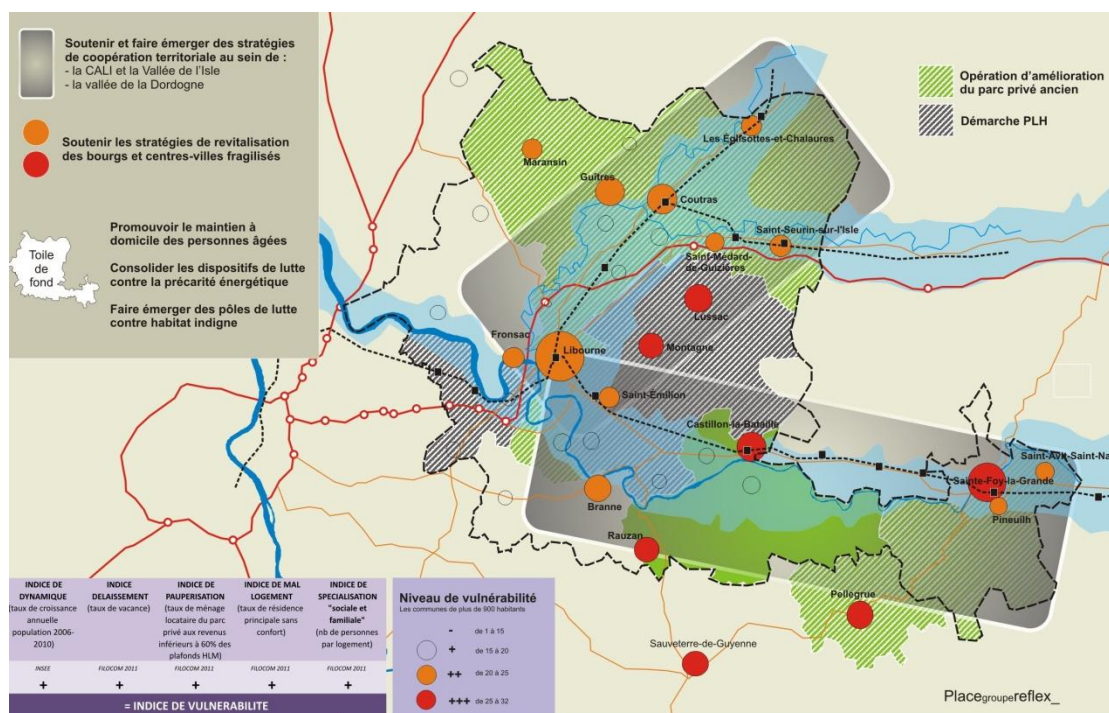 Soutenir et faire émerger des stratégies
de coopération territoriale au sein de :
- la CALI et la Vallée de l'Isle
- la vallée de la Dordogne
Soutenir les stratégies de revitalisation
des bourgs et centres-villes fragilisés
Toile
de
fond
Promouvoir le maintien à
domicile des personnes âgées
Consolider les dispositifs de lutte
contre la précarité énergétique
Faire émerger des pôles de lutte
contre habitat indigne
Opération d'amélioration
du parc privé ancien
Démarche PLH
Les Églisottes-et-Chalaures
Maransin
Guîtres
Coutras
Saint-Seurin-sur-l'Isle
Saint-Médard-
de-Guizières
Lussac
Fronsac
Libourne
Montagne
Saint-Émilion
Castillon-la-Bataille
Saint-Avit-Saint-Na
Sainte-Foy-la-Grande
Branne
Pineuilh
Rauzan
Pellegrue
Sauveterre-de-Guyenne
INDICE DE
DYNAMIQUE
(taux de croissance
annuelle
population 2006-
2010)
INSEE
+
INDICE
DELAISSEMENT
(taux de vacance)
FILOCOM 2011
+
INDICE DE
PAUPERISATION
(taux de ménage
locataire du parc
privé aux revenus
inférieurs à 60% des
plafonds HLM)
FILOCOM 2011
+
INDICE DE MAL
LOGEMENT
(taux de résidence
principale sans
confort)
FILOCOM 2011
+
INDICE DE
SPECIALISATION
"sociale et
familiale"
(nb de personnes
par logement)
FILOCOM 2011
+
= INDICE DE VULNERABILITE
Niveau de vulnérabilité
Les communes de plus de 900 habitants
- de 1 à 15
+ de 15 à 20
++ de 20 à 25
+++ de 25 à 32
Placegroupereflex_